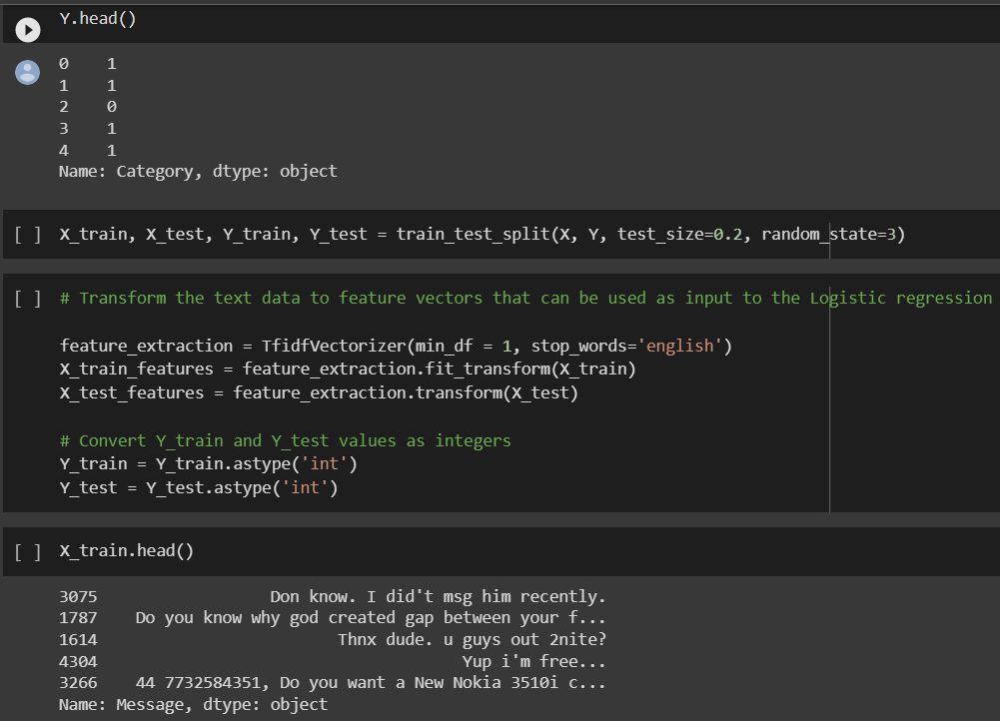 Y.head()
0    1
1    1
2    0
3    1
4    1
Name: Category, dtype: object
[ ] X_train, X_test, Y_train, Y_test = train_test_split(X, Y, test_size=0.2, random_state=3)
[ ] # Transform the text data to feature vectors that can be used as input to the Logistic regression
feature_extraction = TfidfVectorizer(min_df = 1, stop_words='english')
X_train_features = feature_extraction.fit_transform(X_train)
X_test_features = feature_extraction.transform(X_test)
# Convert Y_train and Y_test values as integers
Y_train = Y_train.astype('int')
Y_test = Y_test.astype('int')
[ ] X_train.head()
3075                  Don know. I did't msg him recently.
1787    Do you know why god created gap between your f...
1614                         Thnx dude. u guys out 2nite?
4304                                      Yup i'm free...
3266    44 7732584351, Do you want a New Nokia 3510i c...
Name: Message, dtype: object